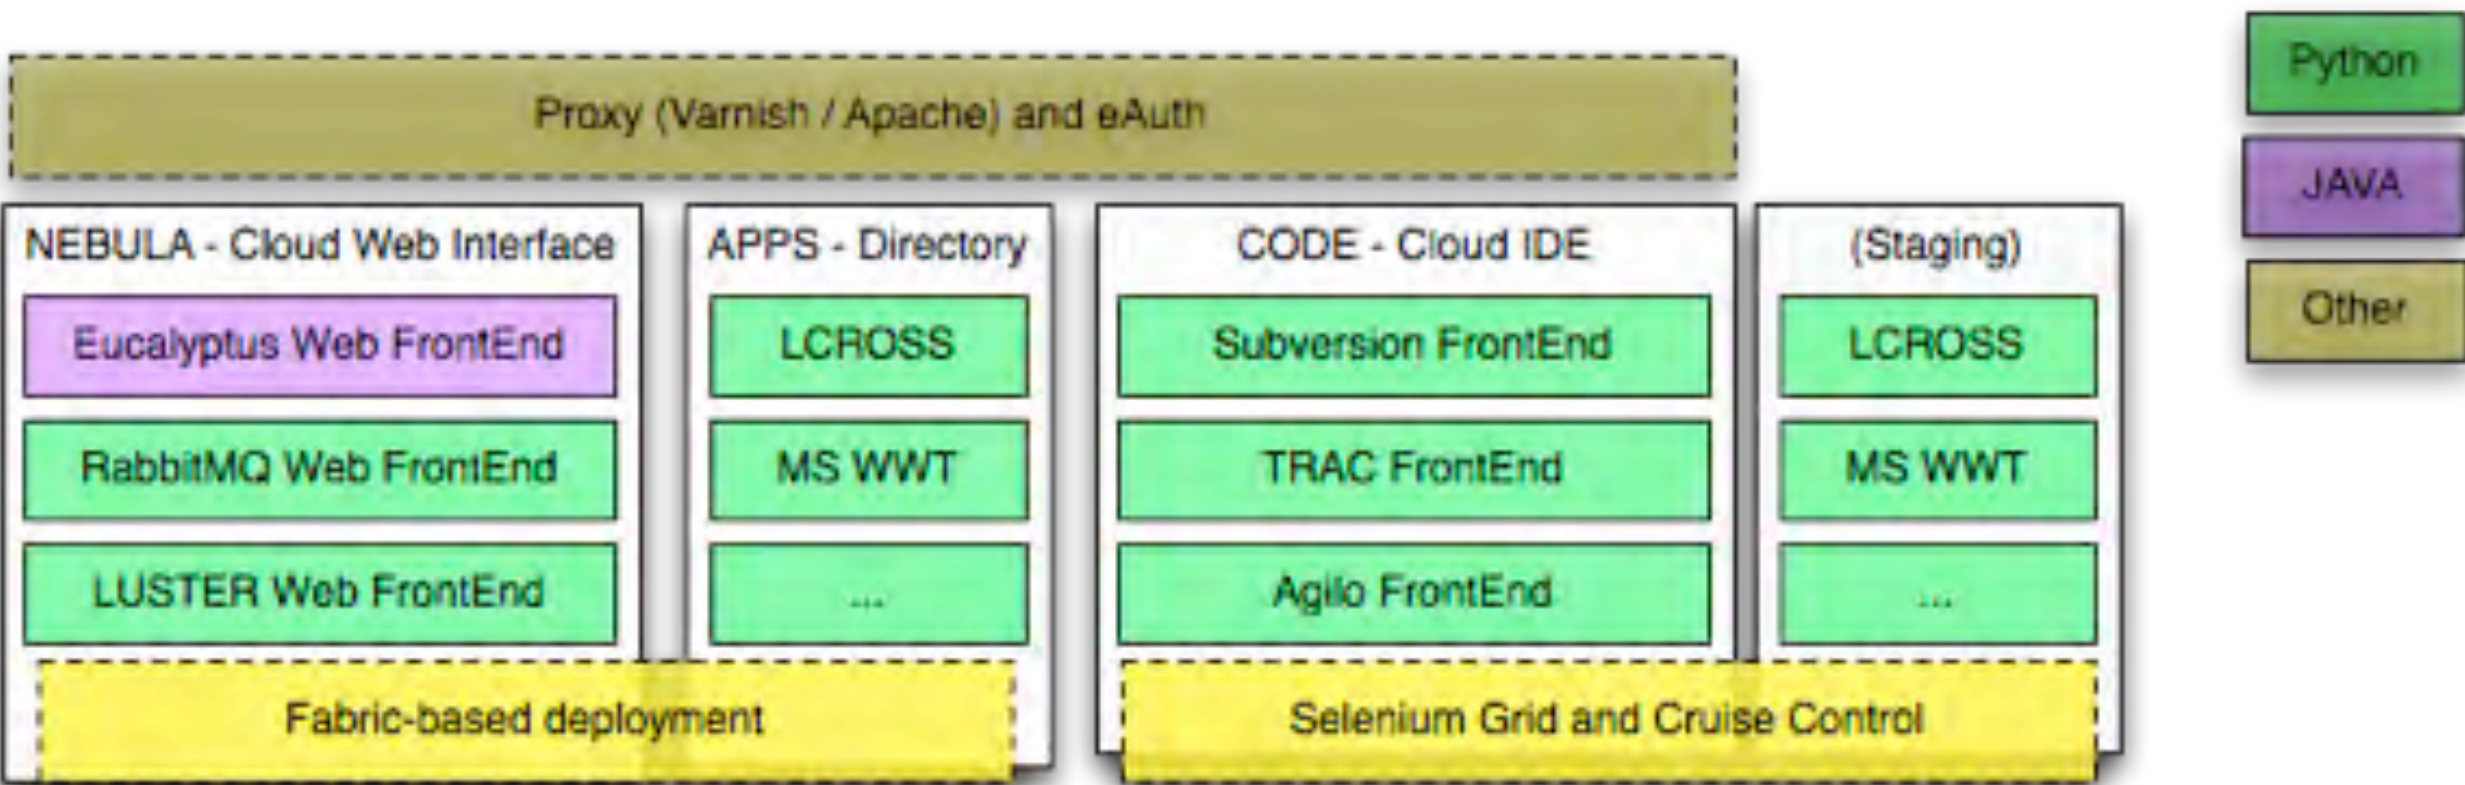 Proxy (Varnish / Apache) and eAuth
NEBULA - Cloud Web Interface
Eucalyptus Web FrontEnd
RabbitMQ Web FrontEnd
LUSTER Web FrontEnd
APPS - Directory
LCROSS
MS WWT
...
Fabric-based deployment
CODE - Cloud IDE
Subversion FrontEnd
TRAC FrontEnd
Agilo FrontEnd
(Staging)
LCROSS
MS WWT
...
Selenium Grid and Cruise Control
Python
JAVA
Other